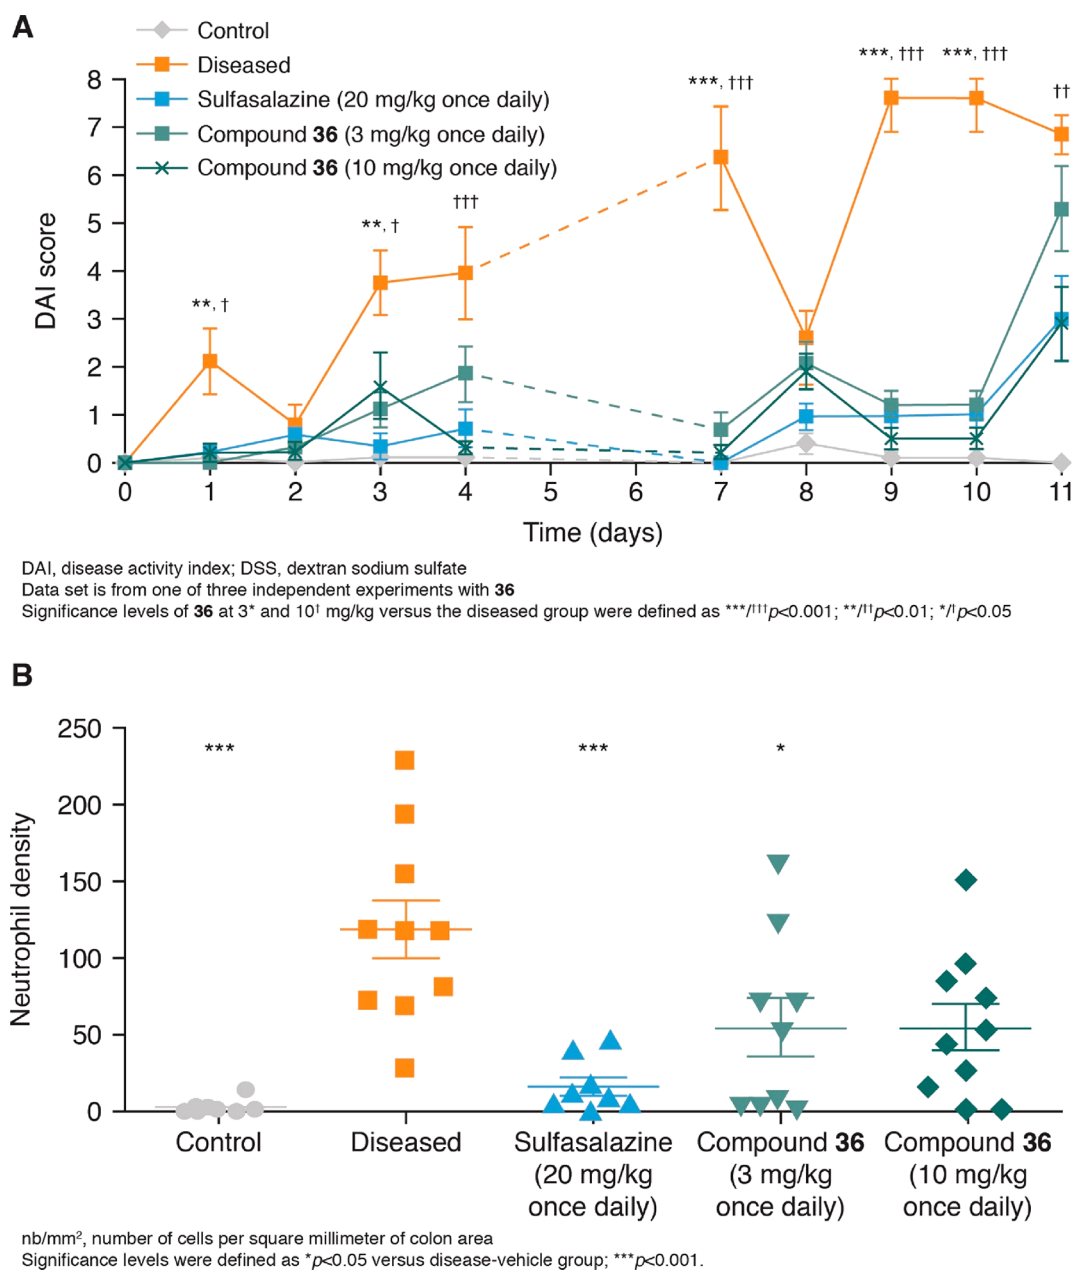 A
Control
Diseased
Sulfasalazine (20 mg/kg once daily)
Compound 36 (3 mg/kg once daily)
Compound 36 (10 mg/kg once daily)
***, †††
***, †††
***, †††
††
**, †
†††
**, †
DAI score
8
7
6
5
4
3
2
1
0
0 1 2 3 4 5 6 7 8 9 10 11
Time (days)
DAI, disease activity index; DSS, dextran sodium sulfate
Data set is from one of three independent experiments with 36
Significance levels of 36 at 3* and 10† mg/kg versus the diseased group were defined as ***/†††p<0.001; **/††p<0.01; */†p<0.05
B
Neutrophil density
250
200
150
100
50
0
*** *** *
Control Diseased Sulfasalazine Compound 36 Compound 36
(20 mg/kg (3 mg/kg (10 mg/kg
once daily) once daily) once daily)
nb/mm², number of cells per square millimeter of colon area
Significance levels were defined as *p<0.05 versus disease-vehicle group; ***p<0.001.